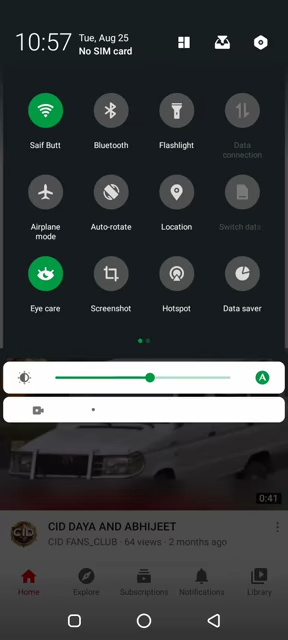 10:57
Tue, Aug 25
No SIM card
Saif Butt
Bluetooth
Flashlight
Data
connection
Airplane
mode
Auto-rotate
Location
Switch data
Eye care
Screenshot
Hotspot
Data saver
A
0:41
CID
CID DAYA AND ABHIJEET
CID FANS_CLUB · 64 views · 2 months ago
Home
Explore
Subscriptions
Notifications
Library